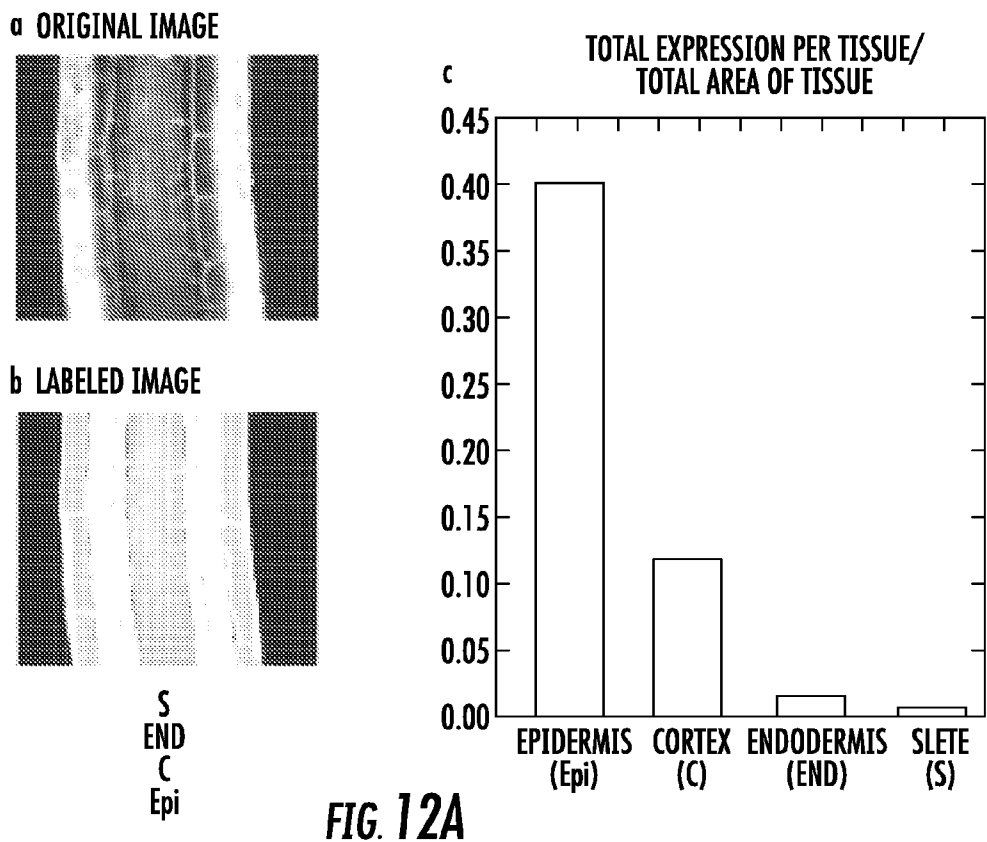 a ORIGINAL IMAGE
b LABELED IMAGE
S
END
C
Epi
c
TOTAL EXPRESSION PER TISSUE/
TOTAL AREA OF TISSUE
0.45
0.40
0.35
0.30
0.25
0.20
0.15
0.10
0.05
0.00
EPIDERMIS CORTEX ENDODERMIS SLETE
(Epi) (C) (END) (S)
FIG. 12A